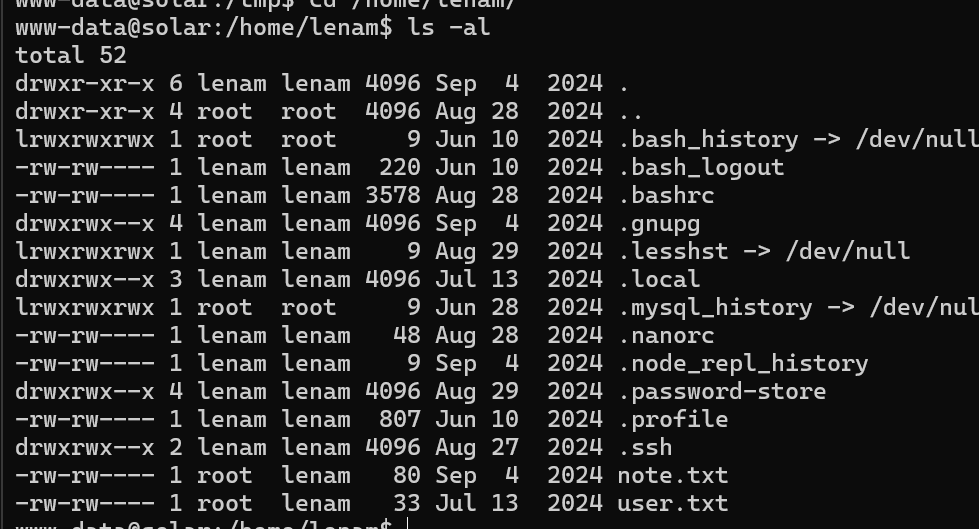 www-data@solar:/tmp$ cd /home/lenam/
www-data@solar:/home/lenam$ ls -al
total 52
drwxr-xr-x 6 lenam lenam 4096 Sep  4  2024 .
drwxr-xr-x 4 root  root  4096 Aug 28  2024 ..
lrwxrwxrwx 1 root  root     9 Jun 10  2024 .bash_history -> /dev/null
-rw-rw---- 1 lenam lenam  220 Jun 10  2024 .bash_logout
-rw-rw---- 1 lenam lenam 3578 Aug 28  2024 .bashrc
drwxrwx--x 4 lenam lenam 4096 Sep  4  2024 .gnupg
lrwxrwxrwx 1 lenam lenam    9 Aug 29  2024 .lesshst -> /dev/null
drwxrwx--x 3 lenam lenam 4096 Jul 13  2024 .local
lrwxrwxrwx 1 root  root     9 Jun 28  2024 .mysql_history -> /dev/nul
-rw-rw---- 1 lenam lenam   48 Aug 28  2024 .nanorc
-rw-rw---- 1 lenam lenam    9 Sep  4  2024 .node_repl_history
drwxrwx--x 4 lenam lenam 4096 Aug 29  2024 .password-store
-rw-rw---- 1 lenam lenam  807 Jun 10  2024 .profile
drwxrwx--x 2 lenam lenam 4096 Aug 27  2024 .ssh
-rw-rw---- 1 root  lenam   80 Sep  4  2024 note.txt
-rw-rw---- 1 root  lenam   33 Jul 13  2024 user.txt
www-data@solar:/home/lenam$